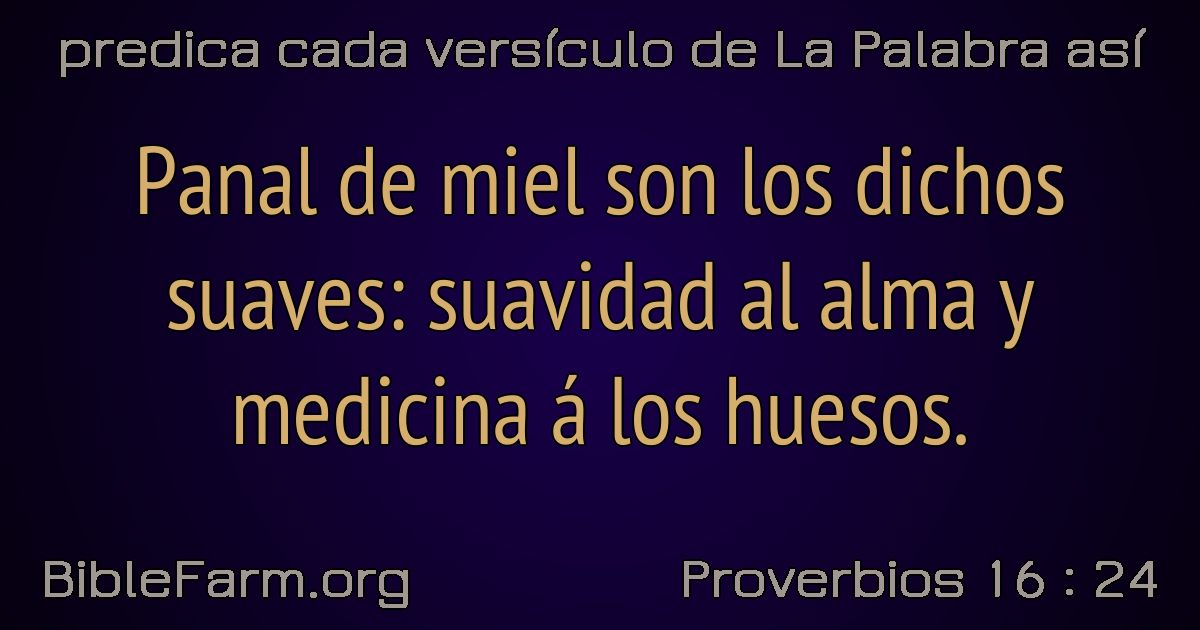 predica cada versículo de La Palabra así
Panal de miel son los dichos
suaves: suavidad al alma y
medicina á los huesos.
BibleFarm.org
Proverbios 16 : 24